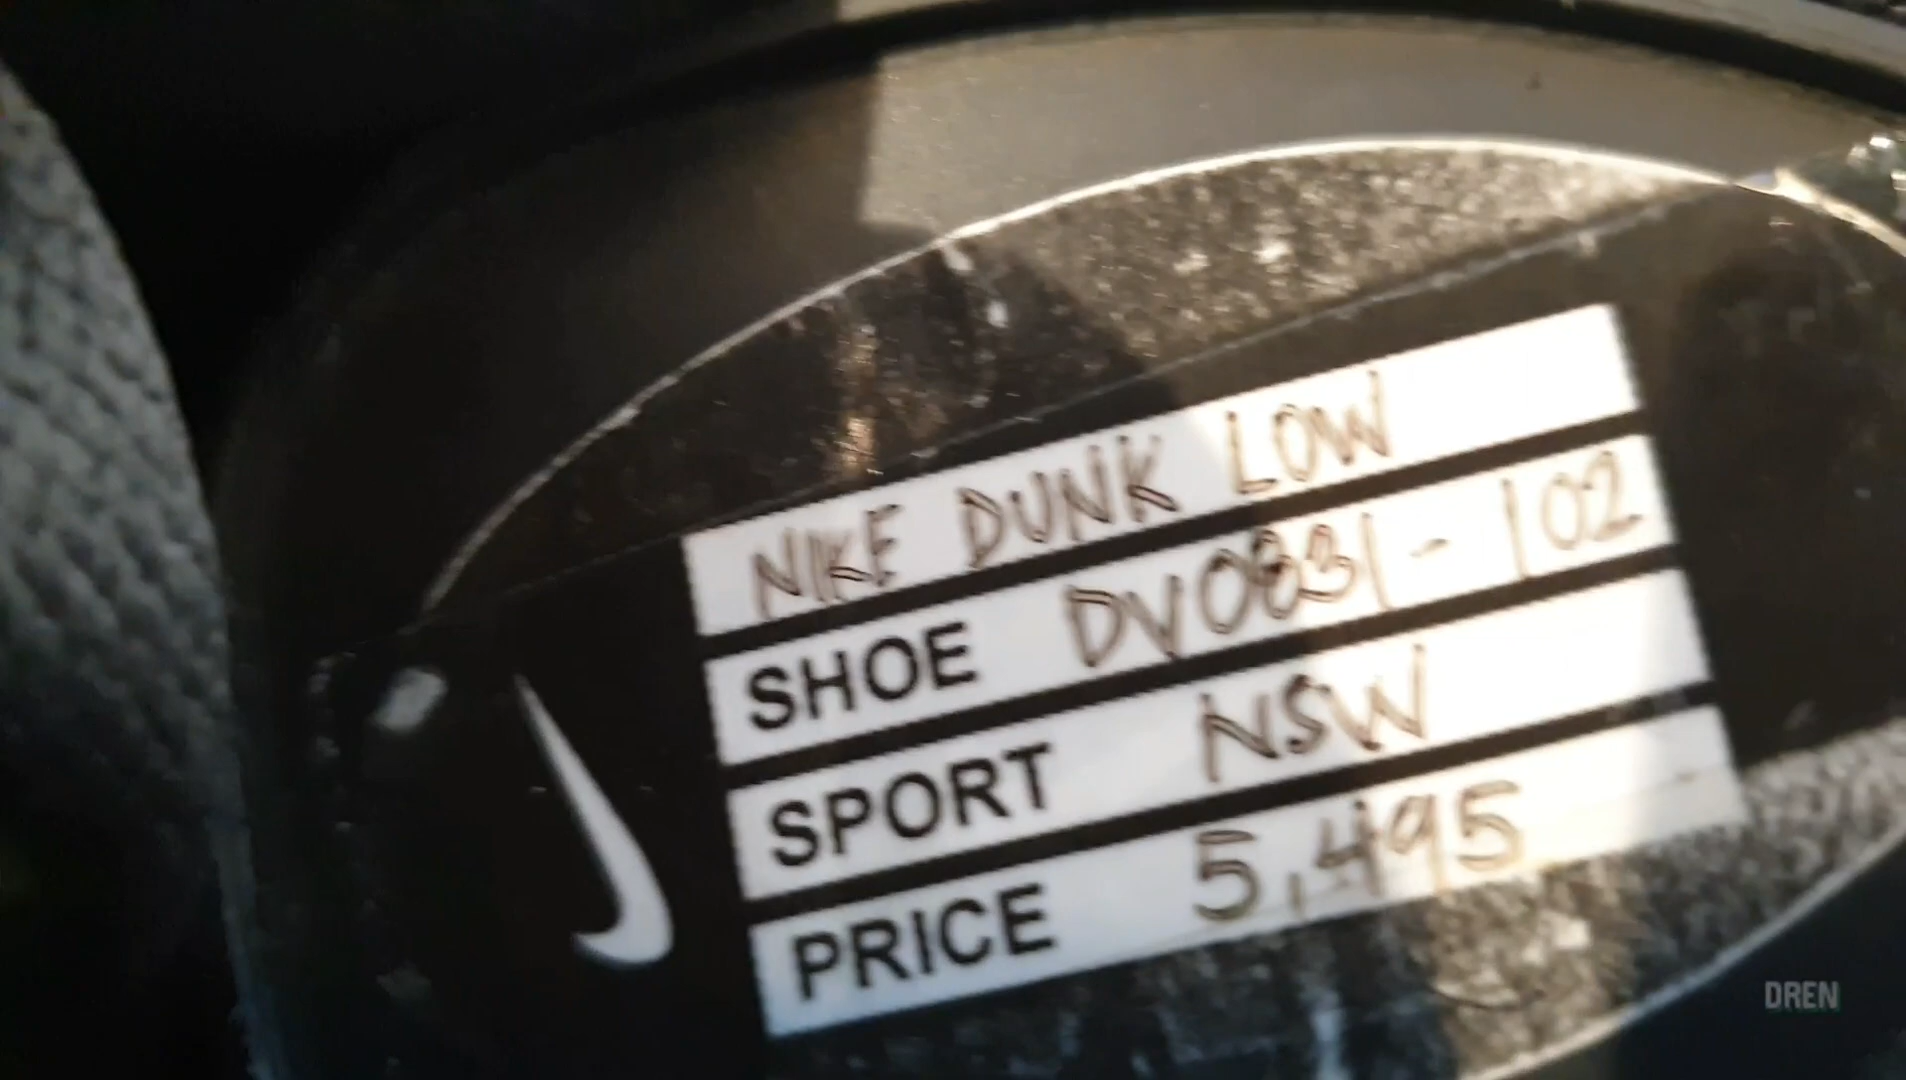 NIKE DUNK LOW
SHOE DV0831-102
SPORT NSW
PRICE 5,495
DREN